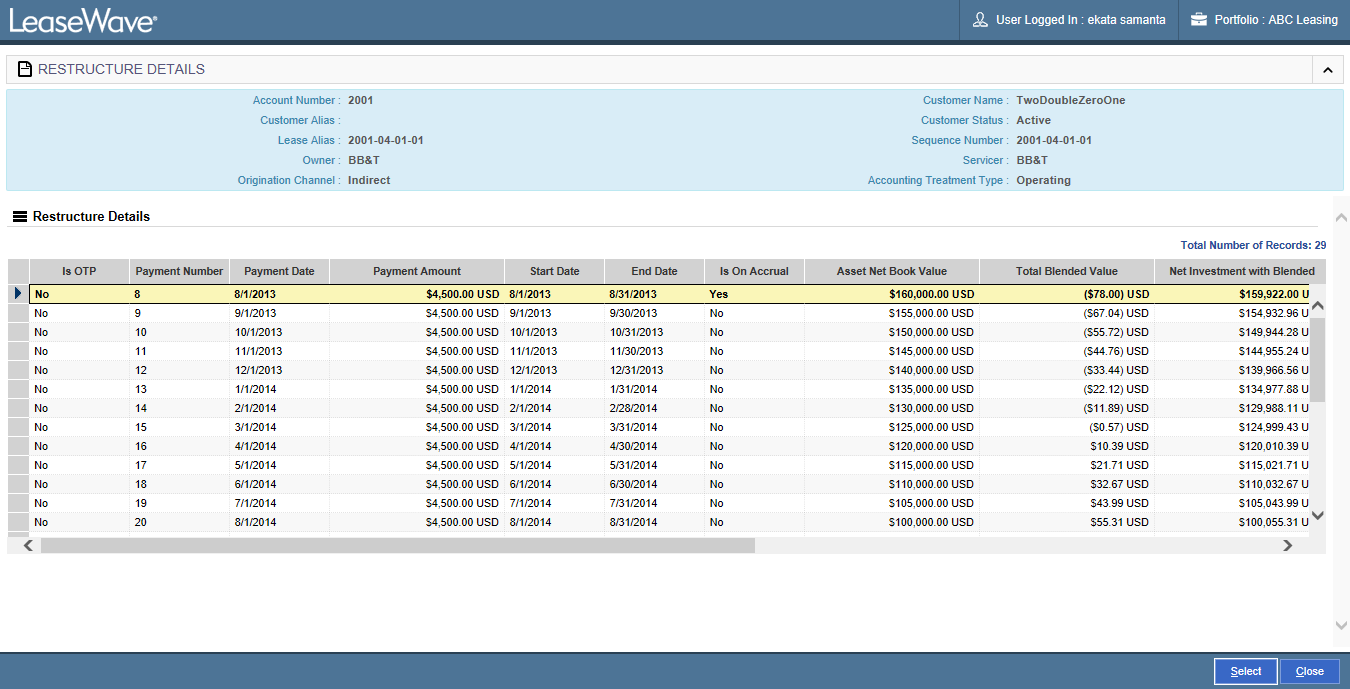 LeaseWave®
User Logged In : ekata samanta
Portfolio : ABC Leasing
RESTRUCTURE DETAILS
Account Number : 2001
Customer Name : TwoDoubleZeroOne
Customer Alias :
Customer Status : Active
Lease Alias : 2001-04-01-01
Sequence Number : 2001-04-01-01
Owner : BB&T
Servicer : BB&T
Origination Channel : Indirect
Accounting Treatment Type : Operating
Restructure Details
Total Number of Records: 29
Is OTP Payment Number Payment Date Payment Amount Start Date End Date Is On Accrual Asset Net Book Value Total Blended Value Net Investment with Blended
No 8 8/1/2013 $4,500.00 USD 8/1/2013 8/31/2013 Yes $160,000.00 USD ($78.00) USD $159,922.00 U
No 9 9/1/2013 $4,500.00 USD 9/1/2013 9/30/2013 No $155,000.00 USD ($67.04) USD $154,932.96 U
No 10 10/1/2013 $4,500.00 USD 10/1/2013 10/31/2013 No $150,000.00 USD ($55.72) USD $149,944.28 U
No 11 11/1/2013 $4,500.00 USD 11/1/2013 11/30/2013 No $145,000.00 USD ($44.76) USD $144,955.24 U
No 12 12/1/2013 $4,500.00 USD 12/1/2013 12/31/2013 No $140,000.00 USD ($33.44) USD $139,966.56 U
No 13 1/1/2014 $4,500.00 USD 1/1/2014 1/31/2014 No $135,000.00 USD ($22.12) USD $134,977.88 U
No 14 2/1/2014 $4,500.00 USD 2/1/2014 2/28/2014 No $130,000.00 USD ($11.89) USD $129,988.11 U
No 15 3/1/2014 $4,500.00 USD 3/1/2014 3/31/2014 No $125,000.00 USD ($0.57) USD $124,999.43 U
No 16 4/1/2014 $4,500.00 USD 4/1/2014 4/30/2014 No $120,000.00 USD $10.39 USD $120,010.39 U
No 17 5/1/2014 $4,500.00 USD 5/1/2014 5/31/2014 No $115,000.00 USD $21.71 USD $115,021.71 U
No 18 6/1/2014 $4,500.00 USD 6/1/2014 6/30/2014 No $110,000.00 USD $32.67 USD $110,032.67 U
No 19 7/1/2014 $4,500.00 USD 7/1/2014 7/31/2014 No $105,000.00 USD $43.99 USD $105,043.99 U
No 20 8/1/2014 $4,500.00 USD 8/1/2014 8/31/2014 No $100,000.00 USD $55.31 USD $100,055.31 U
Select
Close